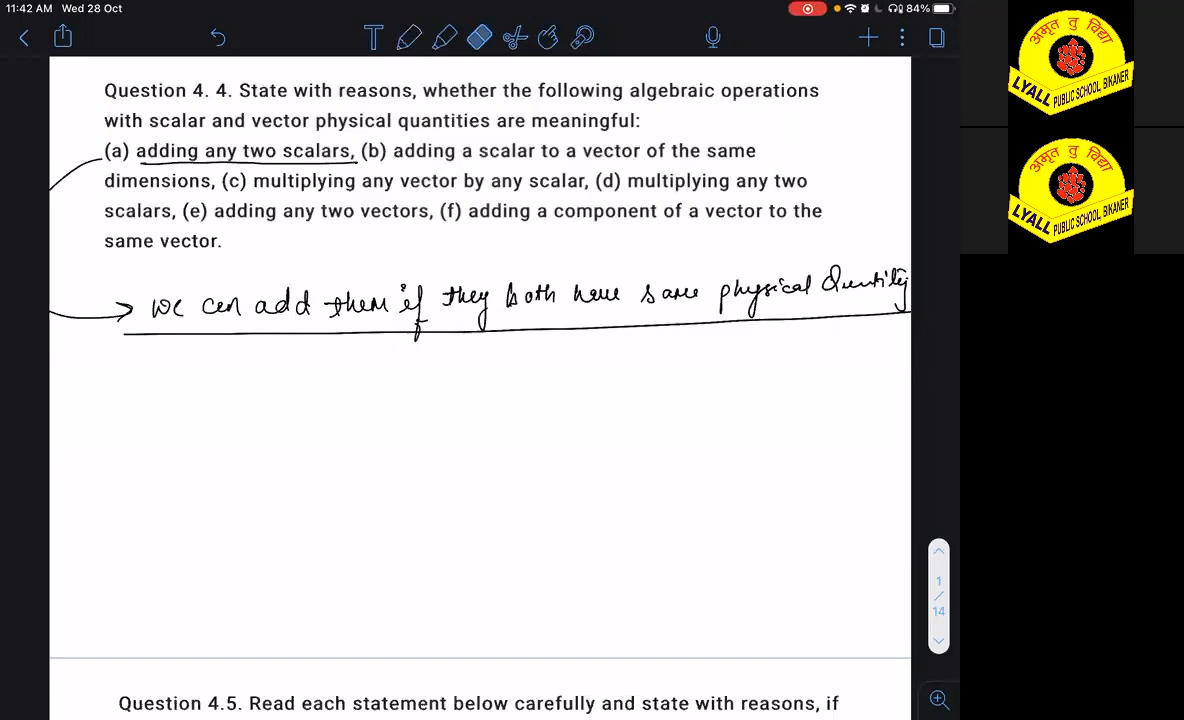 11:42 AM Wed 28 Oct
84%
Question 4. 4. State with reasons, whether the following algebraic operations
with scalar and vector physical quantities are meaningful:
(a) adding any two scalars, (b) adding a scalar to a vector of the same
dimensions, (c) multiplying any vector by any scalar, (d) multiplying any two
scalars, (e) adding any two vectors, (f) adding a component of a vector to the
same vector.
we can add them if they both have same physical Quantity
1
/
14
Question 4.5. Read each statement below carefully and state with reasons, if
अमृत तु विद्या
LYALL PUBLIC SCHOOL BIKANER
अमृत तु विद्या
LYALL PUBLIC SCHOOL BIKANER